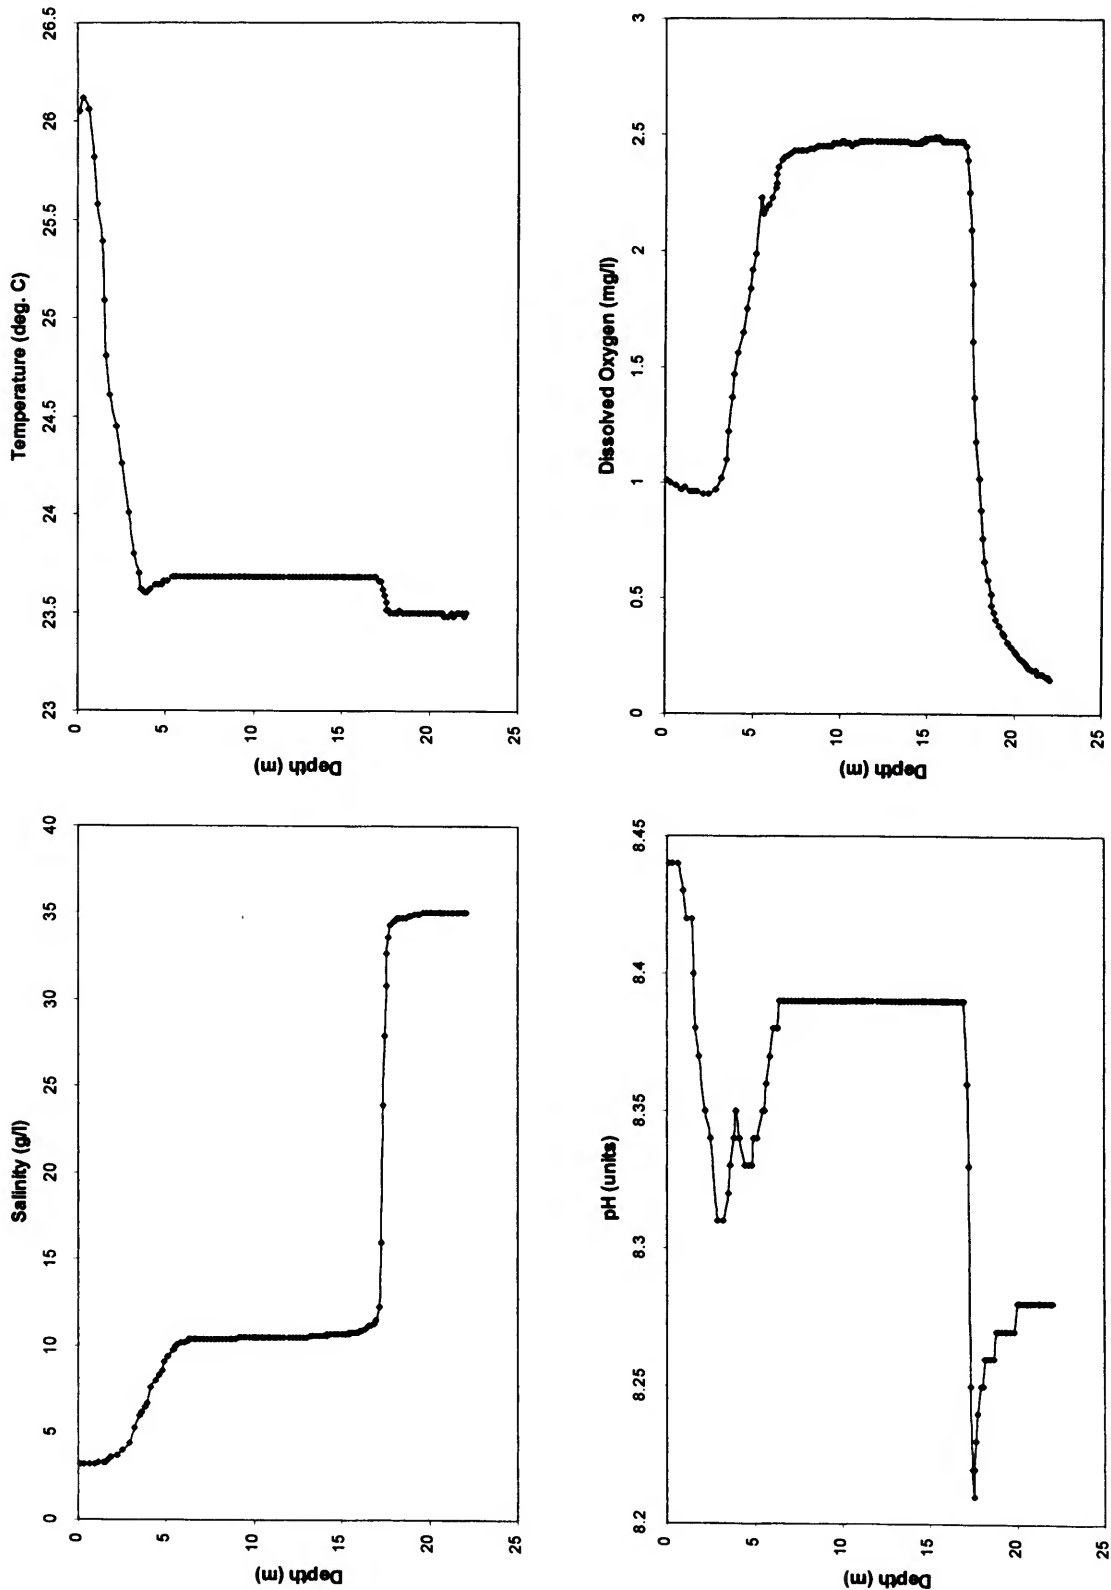 Salinity (g/l)
0 5 10 15 20 25 30 35 40
0
5
10
15
20
25
Depth (m)
Temperature (deg. C)
23 23.5 24 24.5 25 25.5 26 26.5
0
5
10
15
20
25
Depth (m)
pH (units)
8.2 8.25 8.3 8.35 8.4 8.45
0
5
10
15
20
25
Depth (m)
Dissolved Oxygen (mg/l)
0 0.5 1 1.5 2 2.5 3
0
5
10
15
20
25
Depth (m)